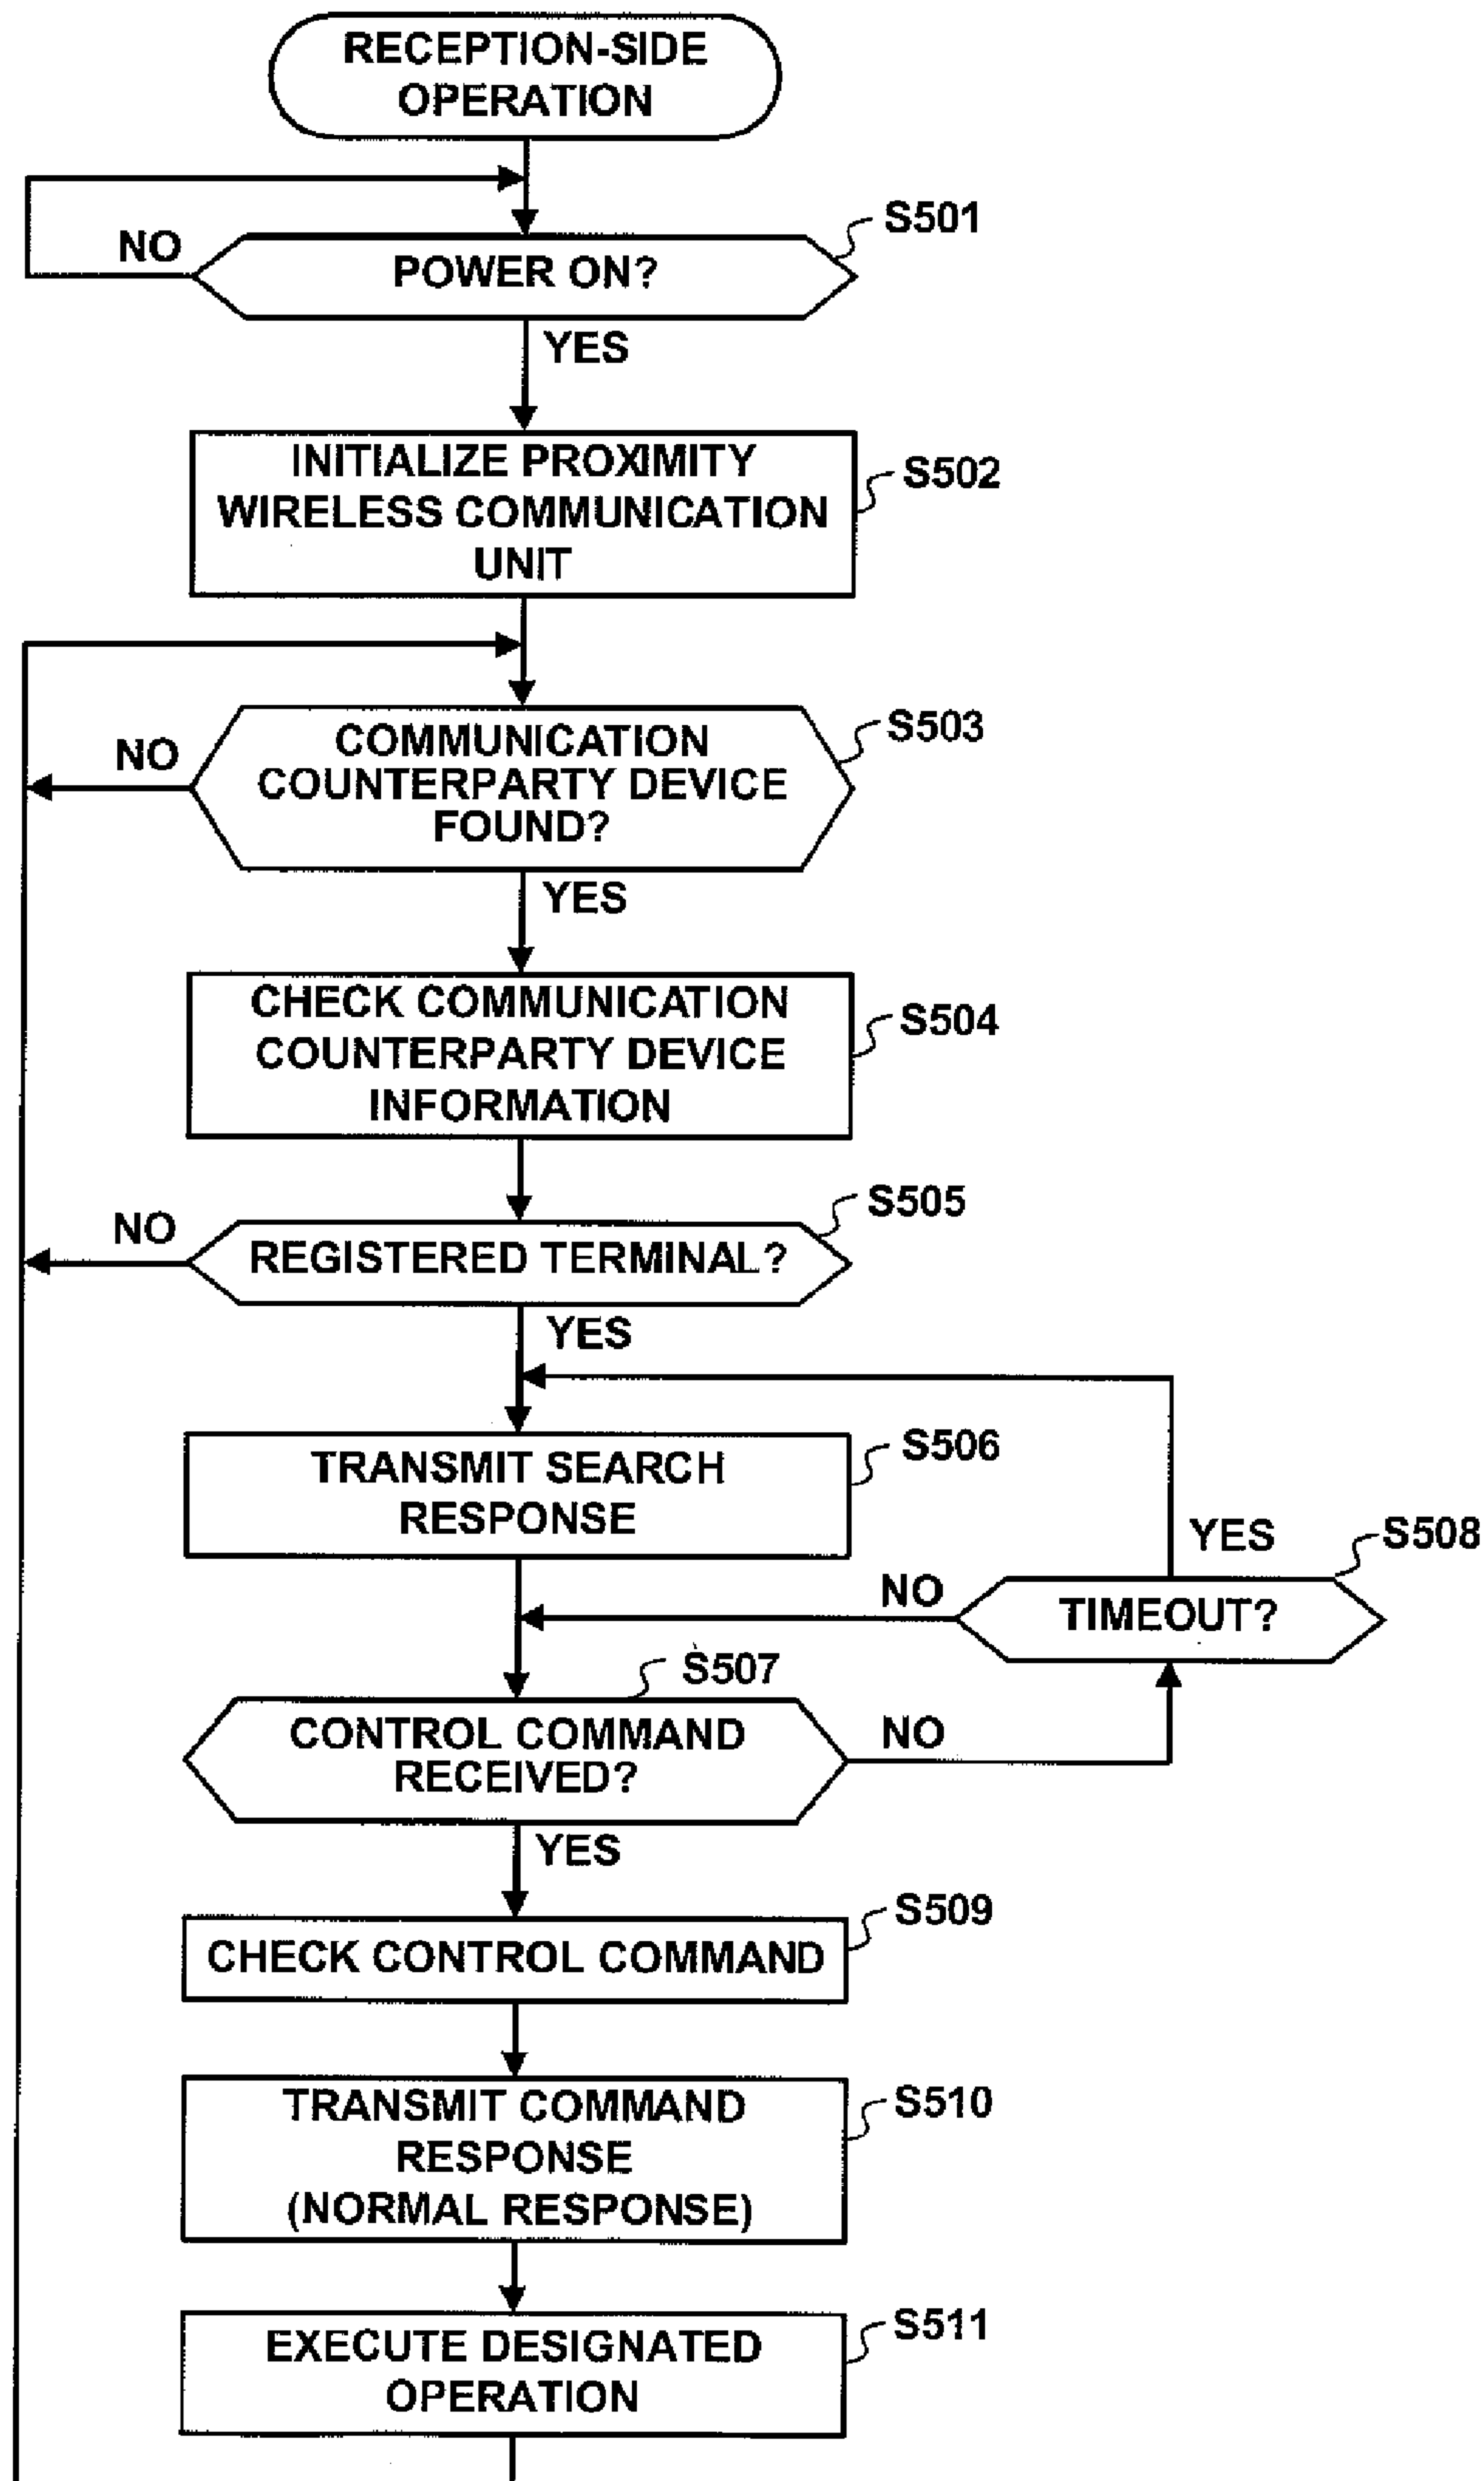 RECEPTION-SIDE
OPERATION
S501
NO
POWER ON?
YES
INITIALIZE PROXIMITY
WIRELESS COMMUNICATION
UNIT
S502
S503
NO
COMMUNICATION
COUNTERPARTY DEVICE
FOUND?
YES
CHECK COMMUNICATION
COUNTERPARTY DEVICE
INFORMATION
S504
S505
NO
REGISTERED TERMINAL?
YES
TRANSMIT SEARCH
RESPONSE
S506
YES
S508
NO
TIMEOUT?
S507
CONTROL COMMAND
RECEIVED?
NO
YES
S509
CHECK CONTROL COMMAND
TRANSMIT COMMAND
RESPONSE
(NORMAL RESPONSE)
S510
EXECUTE DESIGNATED
OPERATION
S511